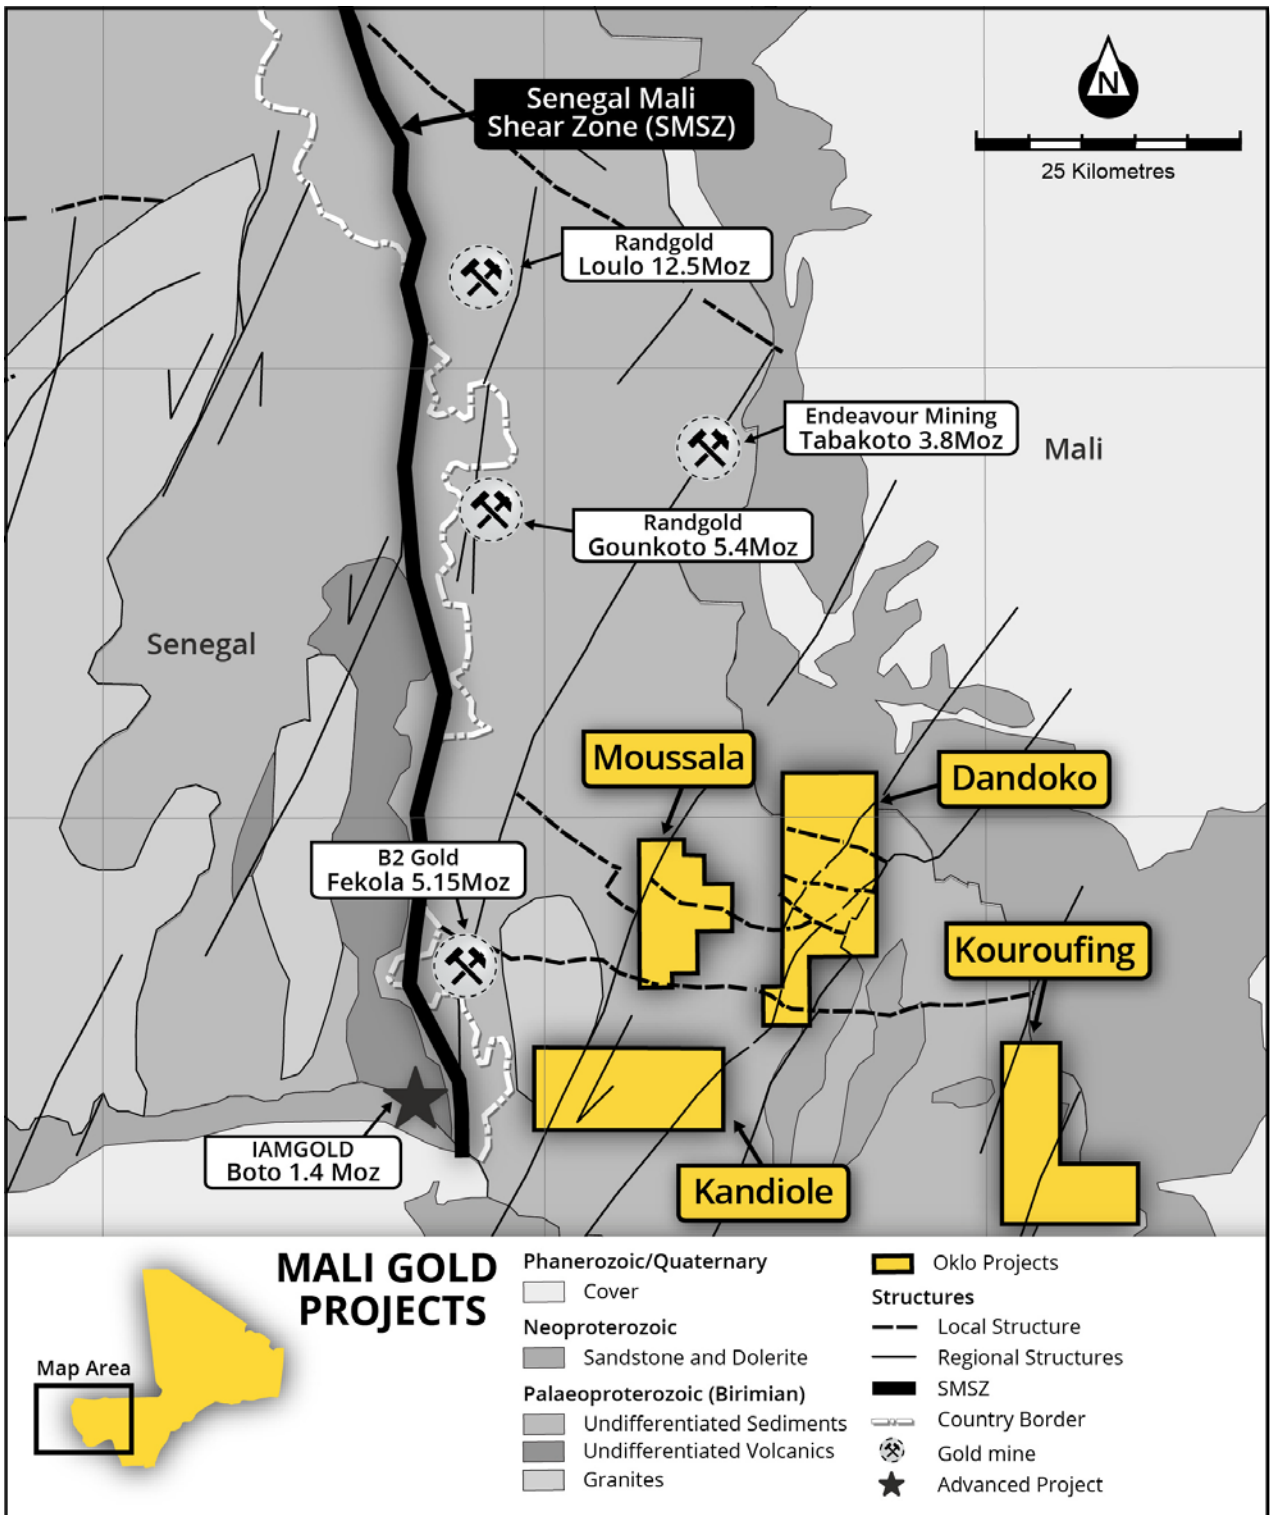 Senegal Mali
Shear Zone (SMSZ)
N
25 Kilometres
Randgold
Loulo 12.5Moz
Endeavour Mining
Tabakoto 3.8Moz
Mali
Randgold
Gounkoto 5.4Moz
Senegal
Moussala
Dandoko
B2 Gold
Fekola 5.15Moz
Kouroufing
IAMGOLD
Boto 1.4 Moz
Kandiole
MALI GOLD
PROJECTS
Map Area
Phanerozoic/Quaternary
Cover
Neoproterozoic
Sandstone and Dolerite
Palaeoproterozoic (Birimian)
Undifferentiated Sediments
Undifferentiated Volcanics
Granites
Oklo Projects
Structures
Local Structure
Regional Structures
SMSZ
Country Border
Gold mine
Advanced Project